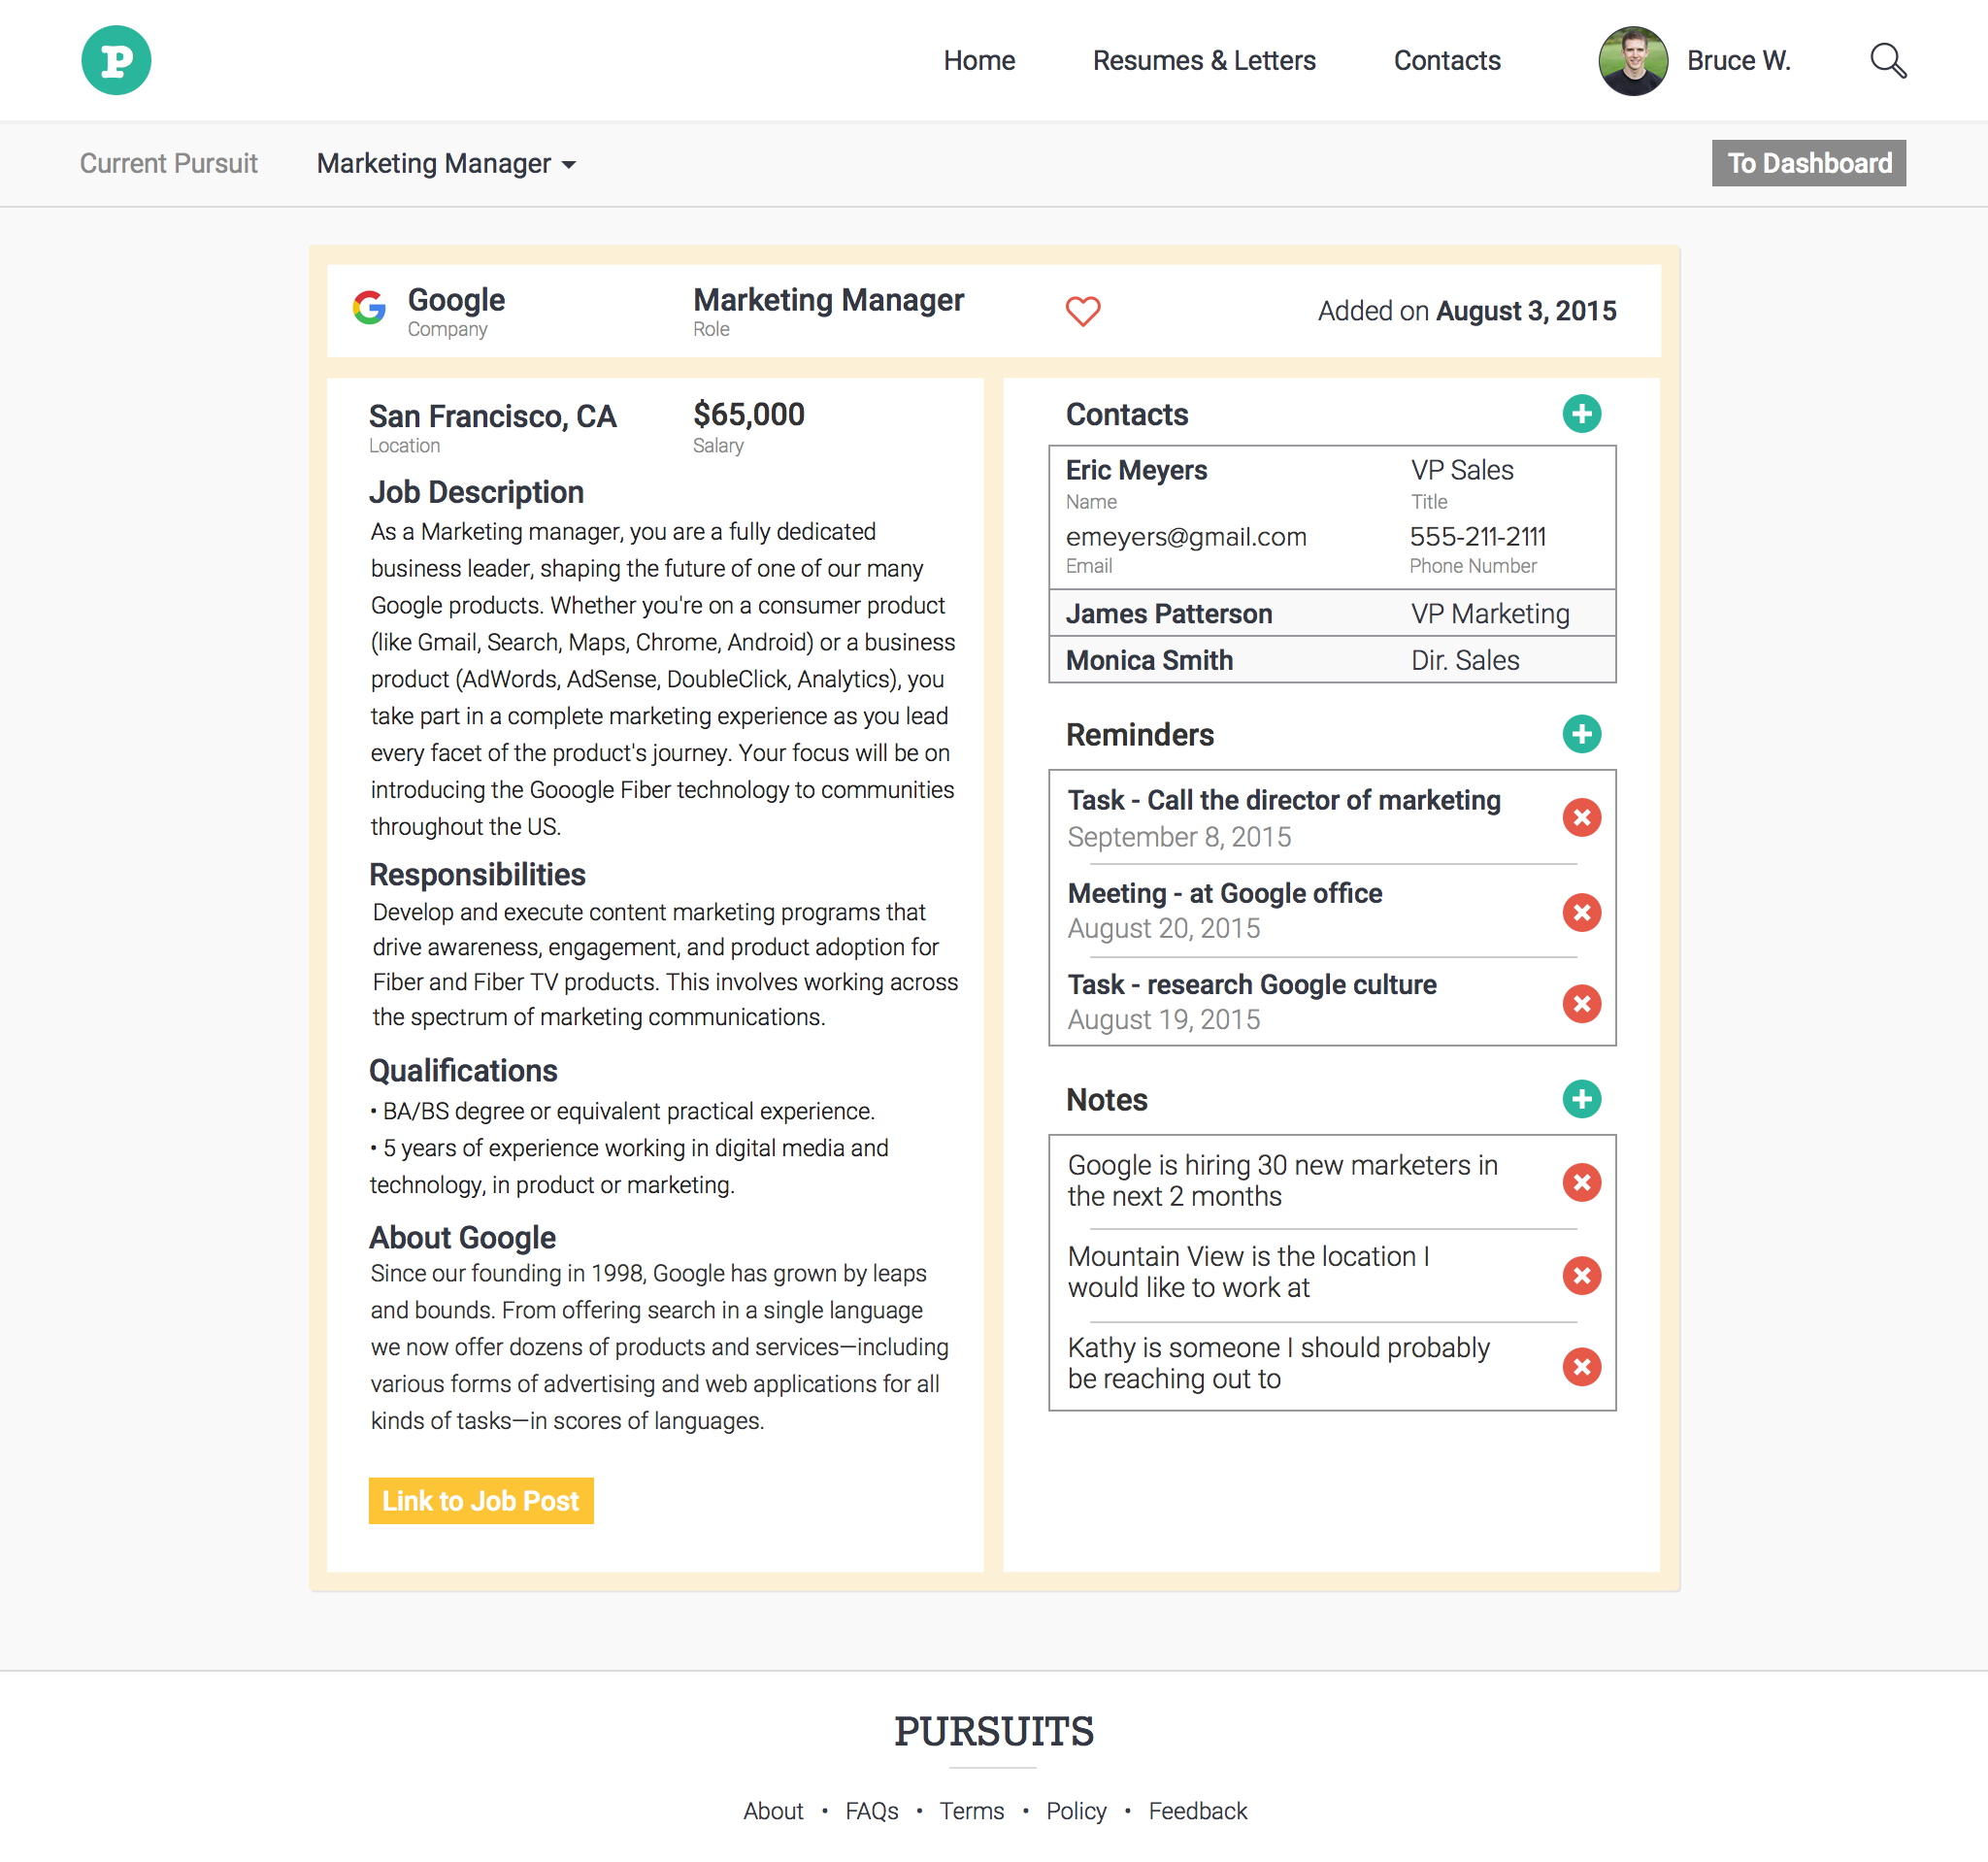 P
Home
Resumes & Letters
Contacts
Bruce W.
Current Pursuit
Marketing Manager
To Dashboard
Google
Company
Marketing Manager
Role
Added on August 3, 2015
San Francisco, CA
Location
$65,000
Salary
Job Description
As a Marketing manager, you are a fully dedicated
business leader, shaping the future of one of our many
Google products. Whether you're on a consumer product
(like Gmail, Search, Maps, Chrome, Android) or a business
product (AdWords, AdSense, DoubleClick, Analytics), you
take part in a complete marketing experience as you lead
every facet of the product's journey. Your focus will be on
introducing the Gooogle Fiber technology to communities
throughout the US.
Responsibilities
Develop and execute content marketing programs that
drive awareness, engagement, and product adoption for
Fiber and Fiber TV products. This involves working across
the spectrum of marketing communications.
Qualifications
• BA/BS degree or equivalent practical experience.
• 5 years of experience working in digital media and
technology, in product or marketing.
About Google
Since our founding in 1998, Google has grown by leaps
and bounds. From offering search in a single language
we now offer dozens of products and services—including
various forms of advertising and web applications for all
kinds of tasks—in scores of languages.
Link to Job Post
Contacts
Eric Meyers
Name
VP Sales
Title
emeyers@gmail.com
Email
555-211-2111
Phone Number
James Patterson
VP Marketing
Monica Smith
Dir. Sales
Reminders
Task - Call the director of marketing
September 8, 2015
Meeting - at Google office
August 20, 2015
Task - research Google culture
August 19, 2015
Notes
Google is hiring 30 new marketers in
the next 2 months
Mountain View is the location I
would like to work at
Kathy is someone I should probably
be reaching out to
PURSUITS
About • FAQs • Terms • Policy • Feedback